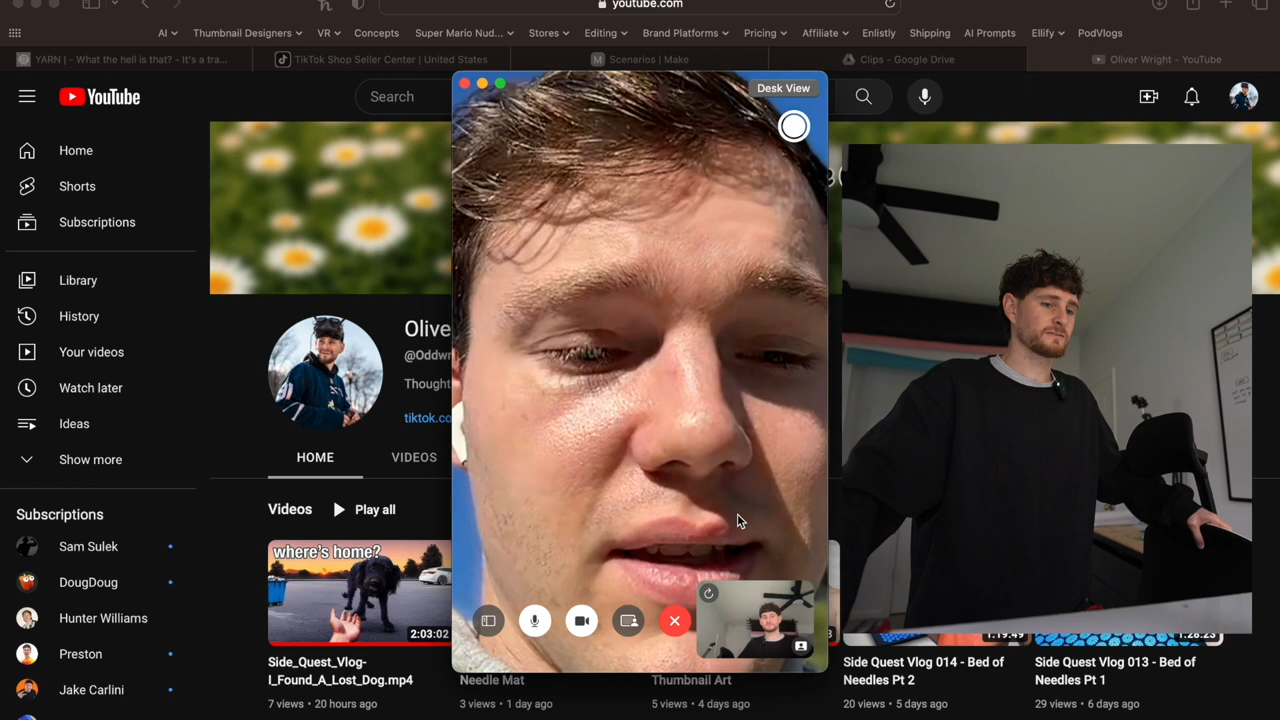 youtube.com
AI
Thumbnail Designers
VR
Concepts
Super Mario Nud...
Stores
Editing
Brand Platforms
Pricing
Affiliate
Enlistly
Shipping
AI Prompts
Ellify
PodVlogs
YARN | - What the hell is that? - It's a tra...
TikTok Shop Seller Center | United States
Scenarios | Make
Clips - Google Drive
Oliver Wright - YouTube
YouTube
Search
Desk View
Home
Shorts
Subscriptions
Library
History
Your videos
Watch later
Ideas
Show more
Subscriptions
Sam Sulek
DougDoug
Hunter Williams
Preston
Jake Carlini
Olive
@Oddw
Thought
tiktok.co
HOME
VIDEOS
Videos
Play all
where's home?
2:03:02
1:19:49
1:28:23
Side_Quest_Vlog-
I_Found_A_Lost_Dog.mp4
7 views • 20 hours ago
Needle Mat
3 views • 1 day ago
Thumbnail Art
5 views • 4 days ago
Side Quest Vlog 014 - Bed of
Needles Pt 2
20 views • 5 days ago
Side Quest Vlog 013 - Bed of
Needles Pt 1
29 views • 6 days ago